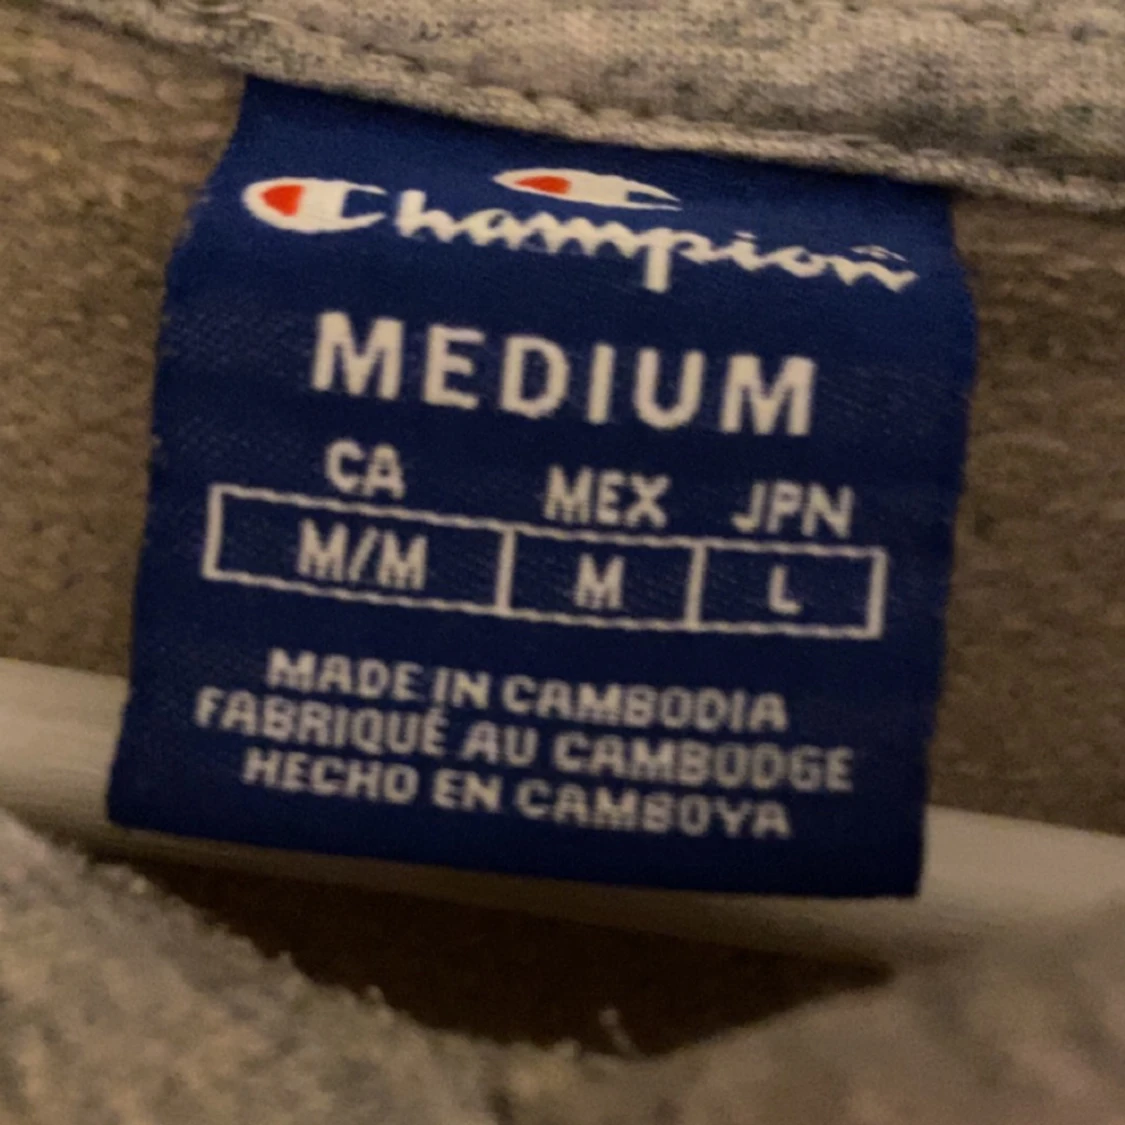 Champion
MEDIUM
CA MEX JPN
M/M M L
MADE IN CAMBODIA
FABRIQUÉ AU CAMBODGE
HECHO EN CAMBOYA